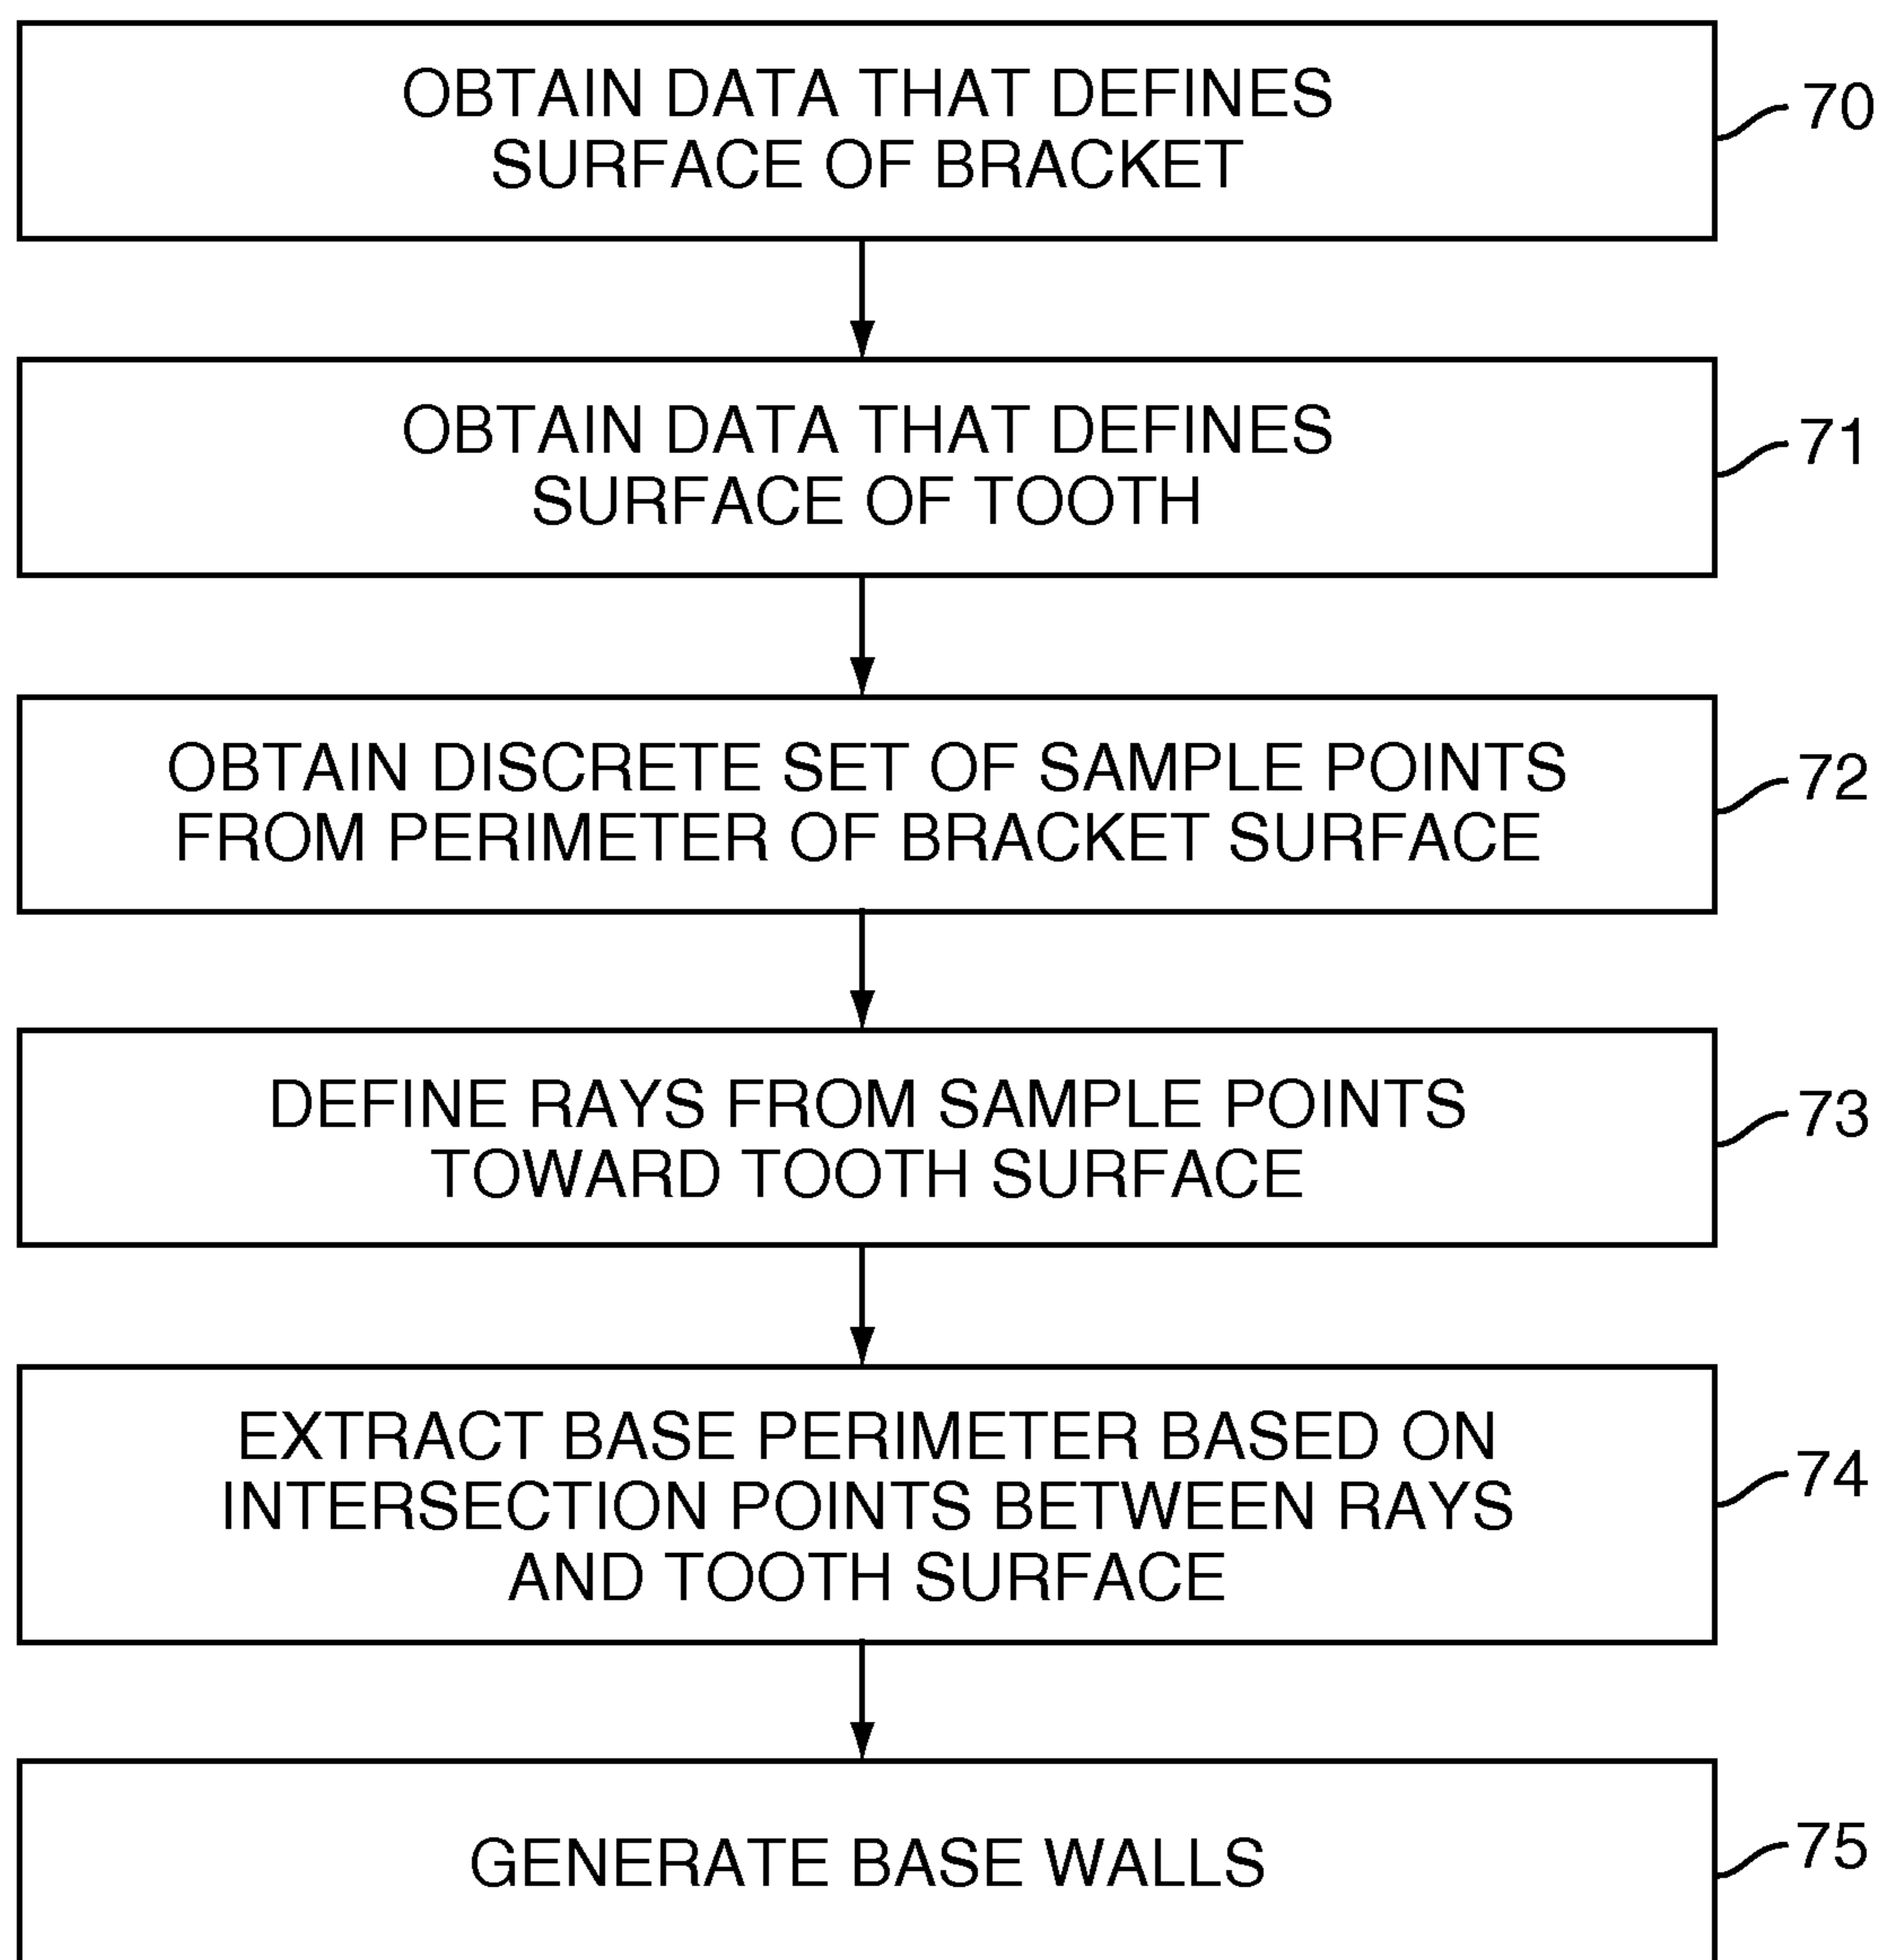 OBTAIN DATA THAT DEFINES
SURFACE OF BRACKET
70
OBTAIN DATA THAT DEFINES
SURFACE OF TOOTH
71
OBTAIN DISCRETE SET OF SAMPLE POINTS
FROM PERIMETER OF BRACKET SURFACE
72
DEFINE RAYS FROM SAMPLE POINTS
TOWARD TOOTH SURFACE
73
EXTRACT BASE PERIMETER BASED ON
INTERSECTION POINTS BETWEEN RAYS
AND TOOTH SURFACE
74
GENERATE BASE WALLS
75